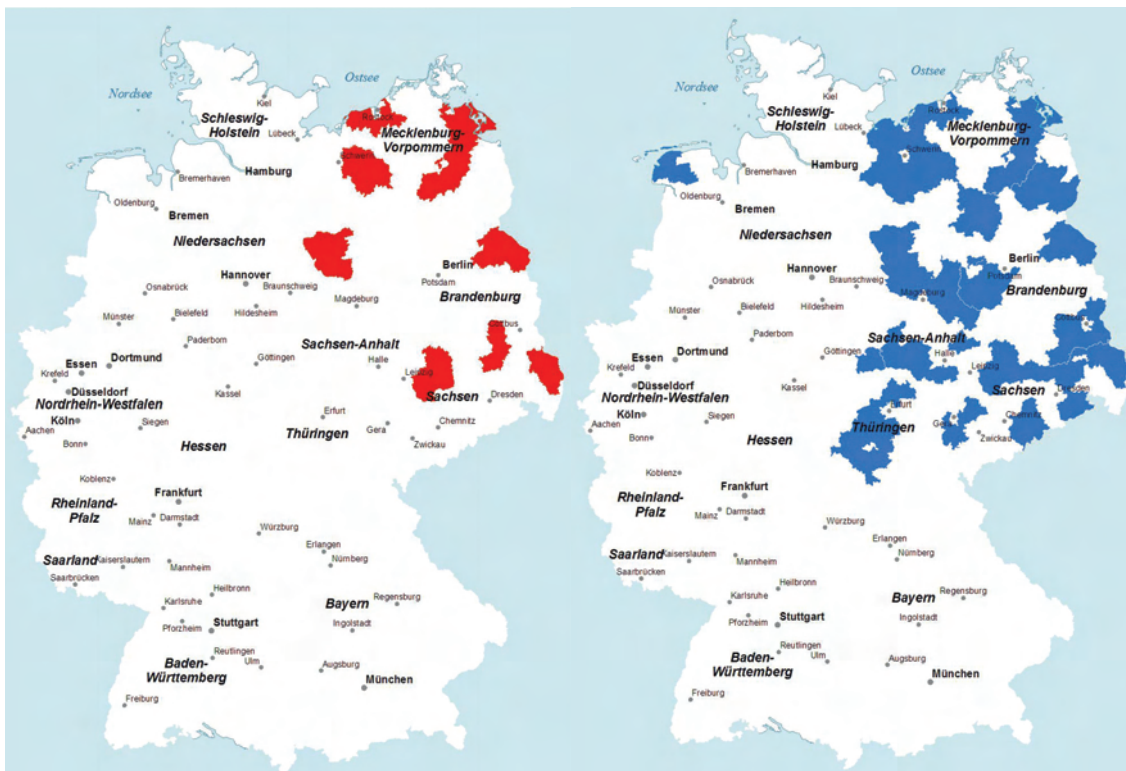 Ostsee
Nordsee
Kiel
Schleswig-
Holstein
Rostock
Mecklenburg-
Vorpommern
Lübeck
Schwerin
Hamburg
Bremerhaven
Oldenburg
Bremen
Niedersachsen
Berlin
Hannover
Potsdam
Osnabrück
Braunschweig
Brandenburg
Magdeburg
Hildesheim
Bielefeld
Münster
Cottbus
Paderborn
Sachsen-Anhalt
Göttingen
Halle
Dortmund
Essen
Leipzig
Krefeld
Kassel
Düsseldorf
Sachsen
Dresden
Nordrhein-Westfalen
Erfurt
Köln
Siegen
Thüringen
Gera
Chemnitz
Aachen
Zwickau
Bonn
Hessen
Koblenz
Frankfurt
Rheinland-
Pfalz
Mainz
Darmstadt
Würzburg
Erlangen
Saarland
Kaiserslautern
Mannheim
Nürnberg
Saarbrücken
Heilbronn
Karlsruhe
Bayern
Regensburg
Pforzheim
Stuttgart
Ingolstadt
Reutlingen
Ulm
Baden-
Württemberg
Augsburg
München
Freiburg
Ostsee
Nordsee
Kiel
Schleswig-
Holstein
Rostock
Mecklenburg-
Vorpommern
Lübeck
Schwerin
Hamburg
Bremerhaven
Oldenburg
Bremen
Niedersachsen
Berlin
Hannover
Potsdam
Osnabrück
Braunschweig
Brandenburg
Magdeburg
Hildesheim
Bielefeld
Münster
Cottbus
Paderborn
Sachsen-Anhalt
Göttingen
Halle
Dortmund
Essen
Leipzig
Krefeld
Kassel
Düsseldorf
Sachsen
Dresden
Nordrhein-Westfalen
Erfurt
Köln
Siegen
Thüringen
Gera
Chemnitz
Aachen
Zwickau
Bonn
Hessen
Koblenz
Frankfurt
Rheinland-
Pfalz
Mainz
Darmstadt
Würzburg
Erlangen
Saarland
Kaiserslautern
Mannheim
Nürnberg
Saarbrücken
Heilbronn
Karlsruhe
Bayern
Regensburg
Pforzheim
Stuttgart
Ingolstadt
Reutlingen
Ulm
Baden-
Württemberg
Augsburg
München
Freiburg